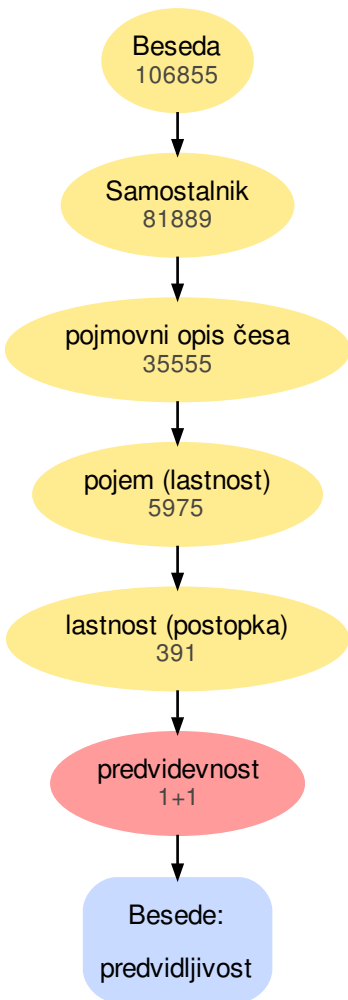 Beseda
106855
Samostalnik
81889
pojmovni opis česa
35555
pojem (lastnost)
5975
lastnost (postopka)
391
predvidevnost
1+1
Besede:
predvidljivost